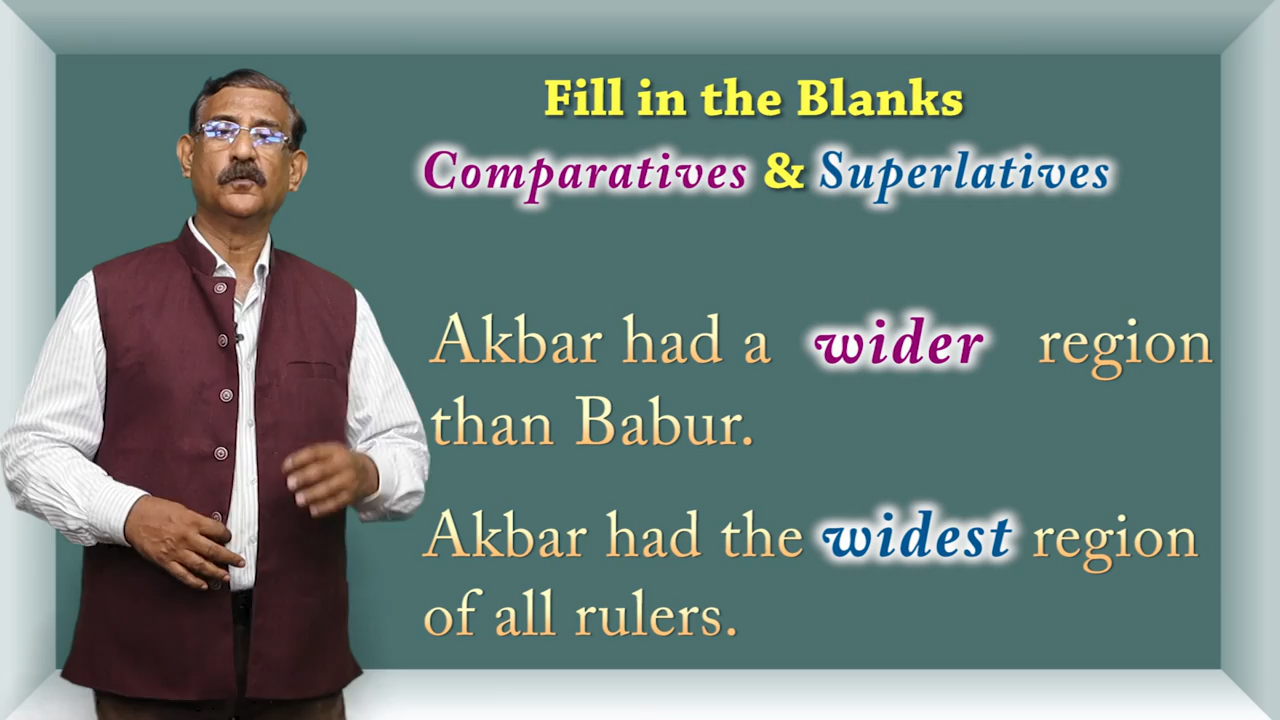 Fill in the Blanks
Comparatives & Superlatives
Akbar had a wider region
than Babur.
Akbar had the widest region
of all rulers.